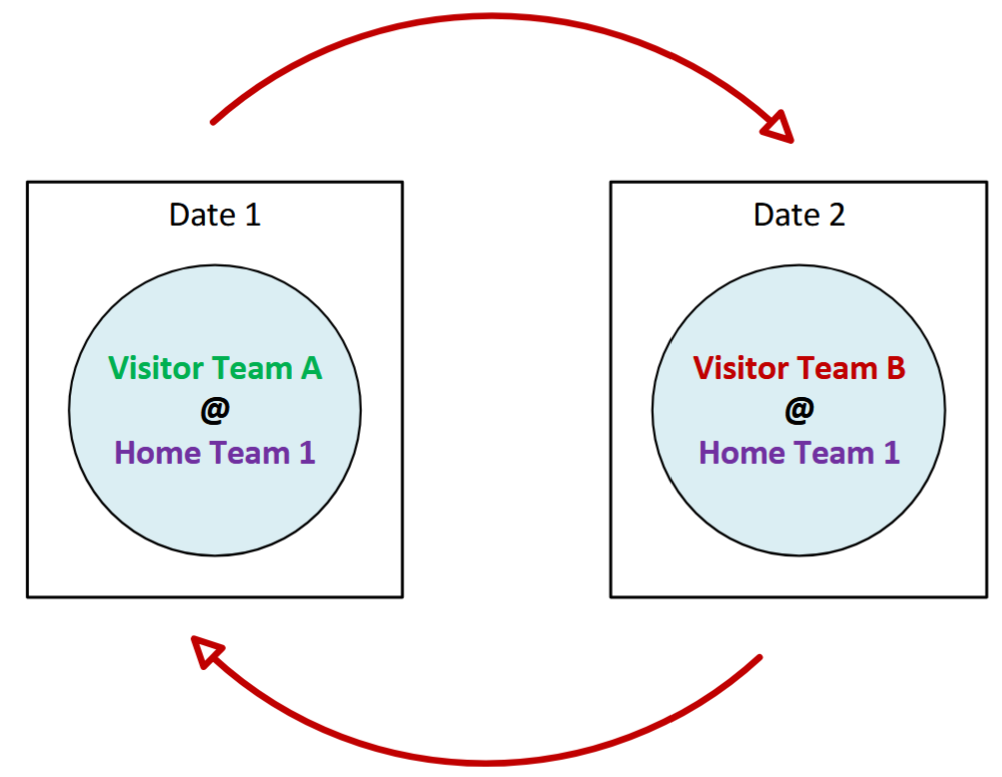 Date 1
Visitor Team A
@
Home Team 1
Date 2
Visitor Team B
@
Home Team 1